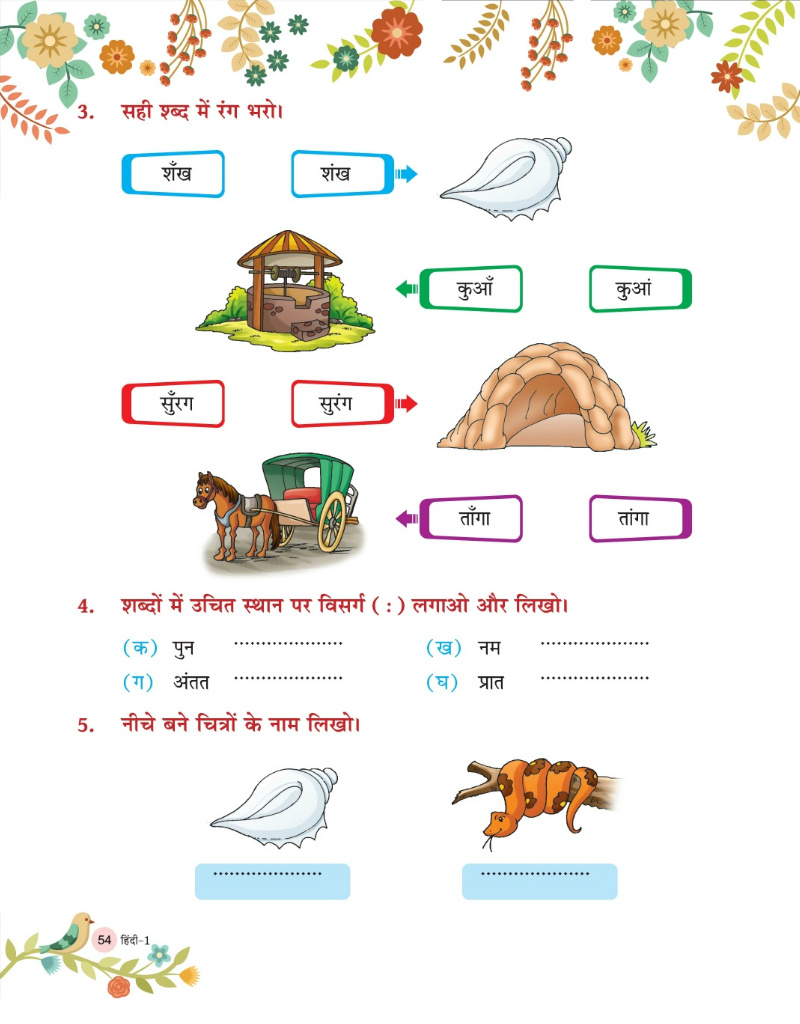 3. सही श्ब्द में रंग भरो।
शँख शंख
कुआँ कुआं
सुँरग सुरंग
ताँगा तांगा
4. शब्दों में उचित स्थान पर विसर्ग ( : ) लगाओ और लिखो।
(क) पुन ..................... (ख) नम .....................
(ग) अंतत ..................... (घ) प्रात .....................
5. नीचे बने चित्रों के नाम लिखो।
..................... .....................
54 हिंदी–1